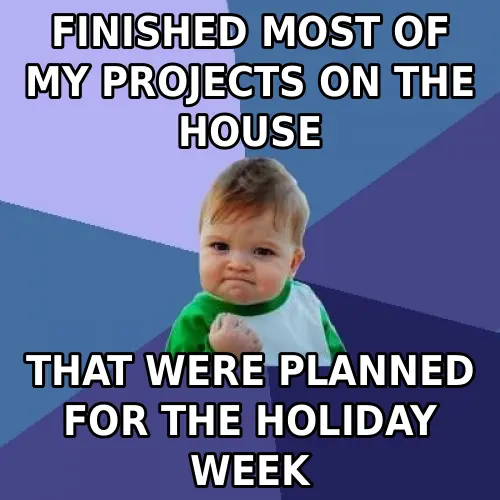 FINISHED MOST OF
MY PROJECTS ON THE
HOUSE
THAT WERE PLANNED
FOR THE HOLIDAY
WEEK